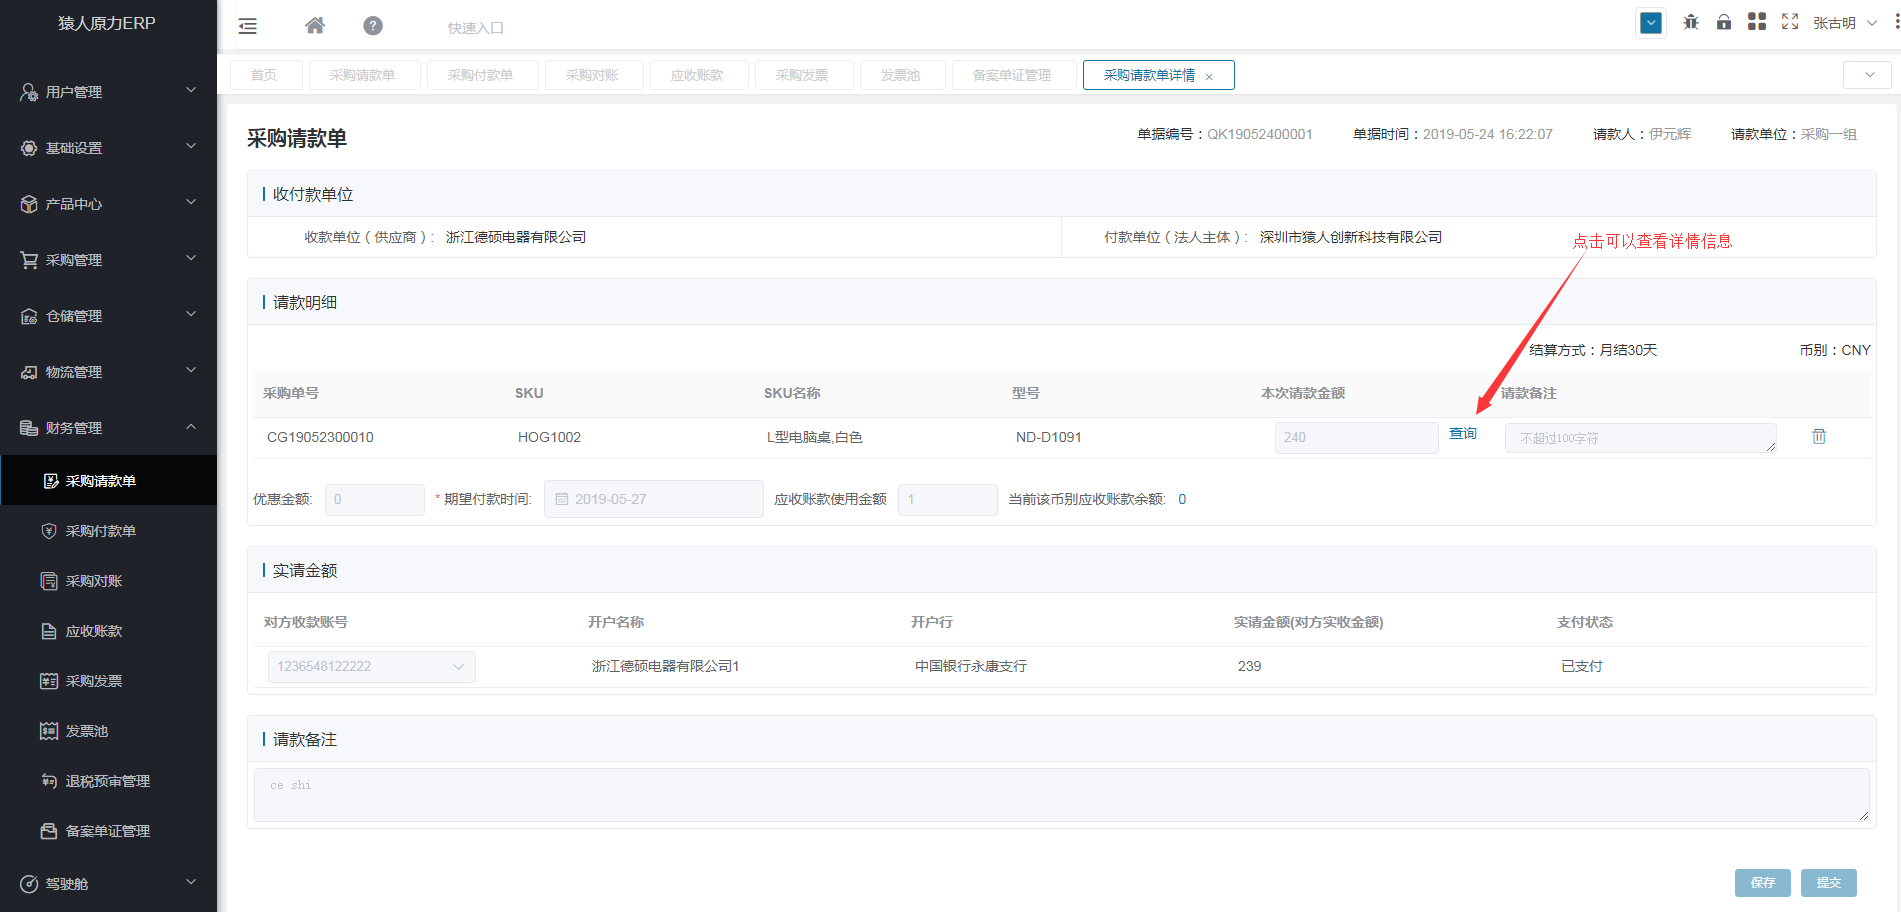 猿人原力ERP
快速入口
张古明
用户管理
基础设置
产品中心
采购管理
仓储管理
物流管理
财务管理
采购请款单
采购付款单
采购对账
应收账款
采购发票
发票池
退税预审管理
备案单证管理
驾驶舱
首页 采购请款单 采购付款单 采购对账 应收账款 采购发票 发票池 备案单证管理 采购请款单详情 ×
采购请款单 单据编号：QK19052400001 单据时间：2019-05-24 16:22:07 请款人：伊元辉 请款单位：采购一组
收付款单位
收款单位（供应商）: 浙江德硕电器有限公司 付款单位（法人主体）: 深圳市猿人创新科技有限公司
点击可以查看详情信息
请款明细
结算方式：月结30天 币别：CNY
采购单号 SKU SKU名称 型号 本次请款金额 请款备注
CG19052300010 HOG1002 L型电脑桌,白色 ND-D1091 240 查询 不超过100字符
优惠金额: 0 * 期望付款时间: 2019-05-27 应收账款使用金额 1 当前该币别应收账款余额: 0
实请金额
对方收款账号 开户名称 开户行 实请金额(对方实收金额) 支付状态
1236548122222 浙江德硕电器有限公司1 中国银行永康支行 239 已支付
请款备注
ce shi
保存 提交